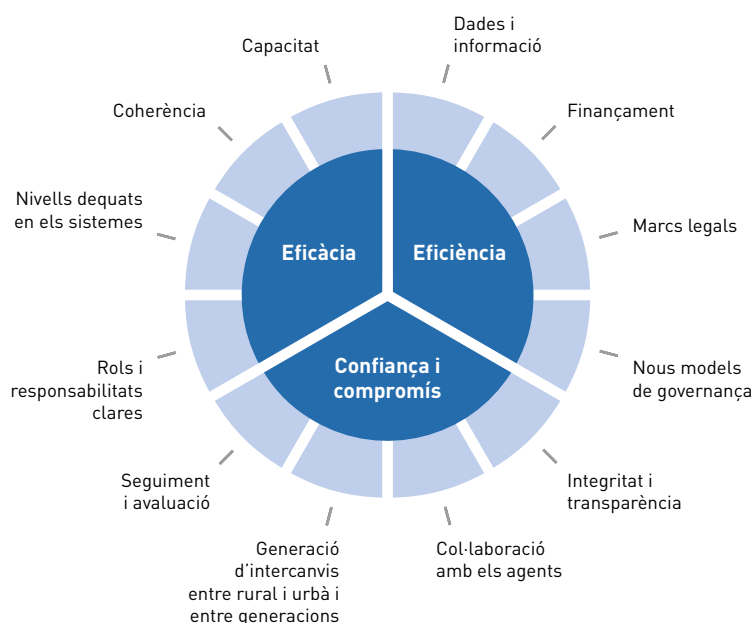 Dades i
informació
Capacitat
Finançament
Coherència
Nivells dequats
en els sistemes
Marcs legals
Eficàcia
Eficiència
Confiança i
compromís
Rols i
responsabilitats
clares
Nous models
de governança
Seguiment
i avaluació
Integritat i
transparència
Generació
d'intercanvis
entre rural i urbà i
entre generacions
Col·laboració
amb els agents